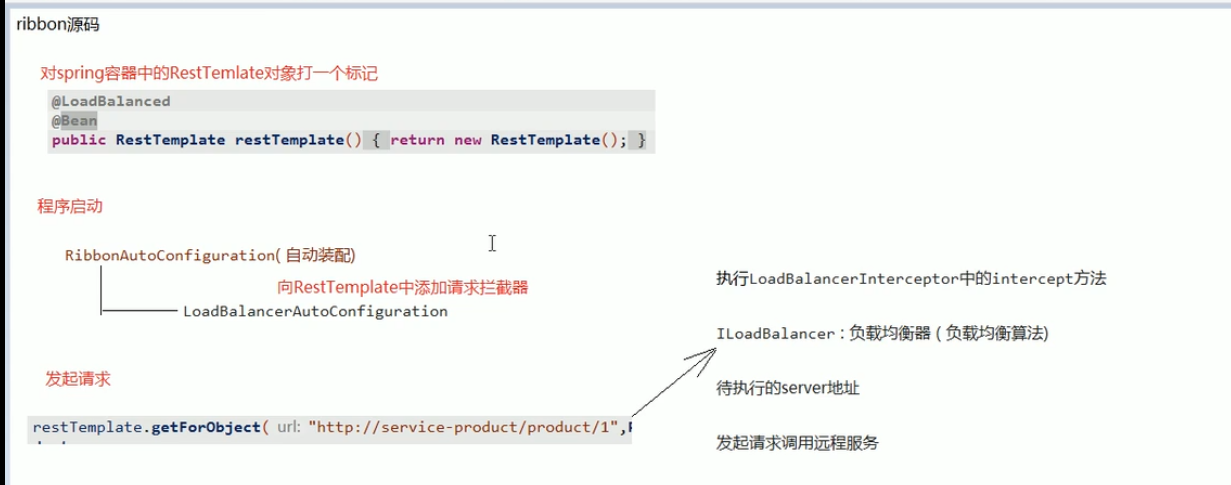 ribbon源码
对spring容器中的RestTemlate对象打一个标记
@LoadBalanced
@Bean
public RestTemplate restTemplate() { return new RestTemplate(); }
程序启动
RibbonAutoConfiguration( 自动装配)
向RestTemplate中添加请求拦截器
LoadBalancerAutoConfiguration
发起请求
restTemplate.getForObject( url: "http://service-product/product/1",
执行LoadBalancerInterceptor中的intercept方法
ILoadBalancer : 负载均衡器 ( 负载均衡算法)
待执行的server地址
发起请求调用远程服务